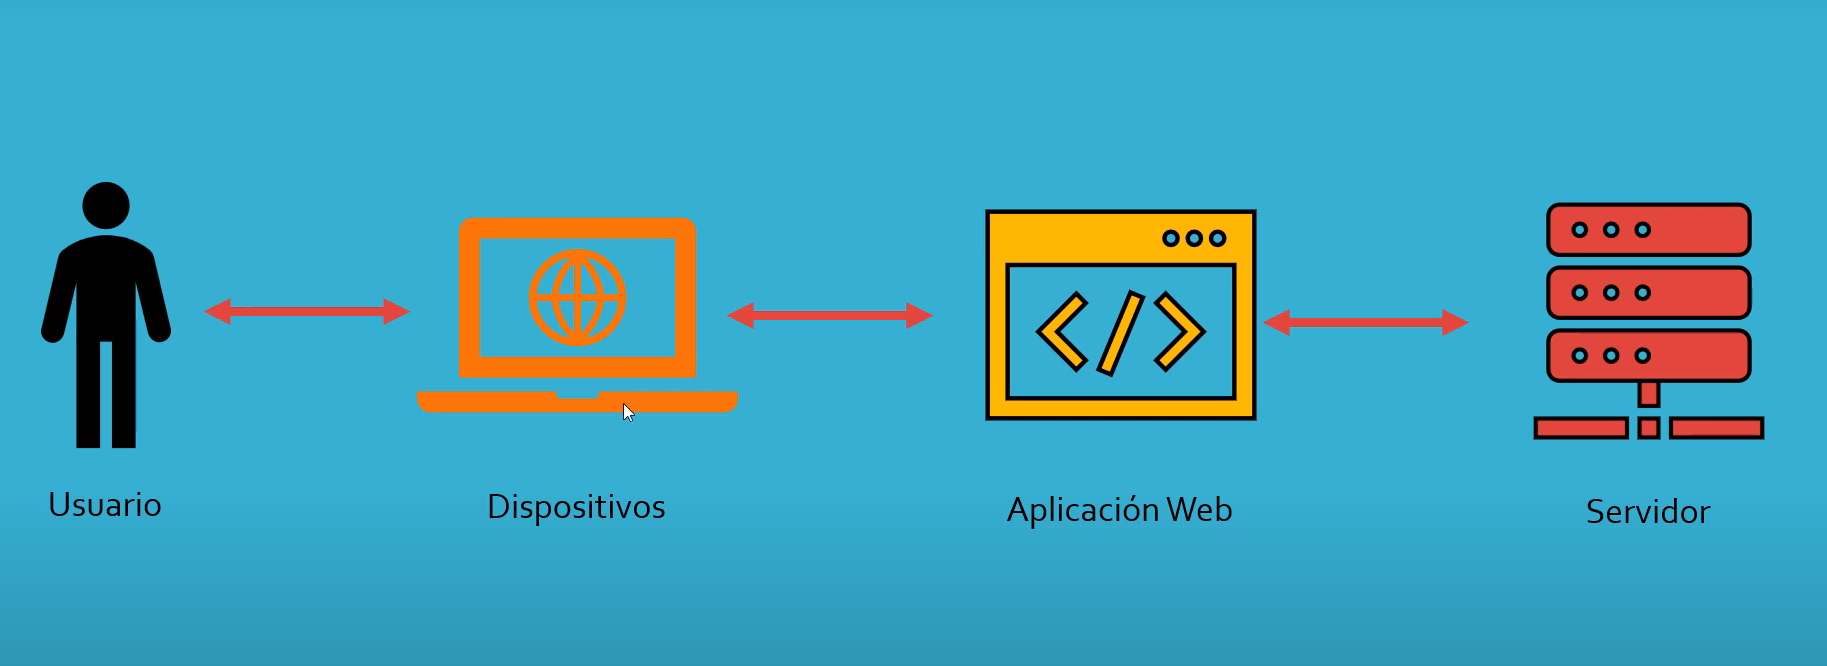 Usuario
Dispositivos
Aplicación Web
Servidor